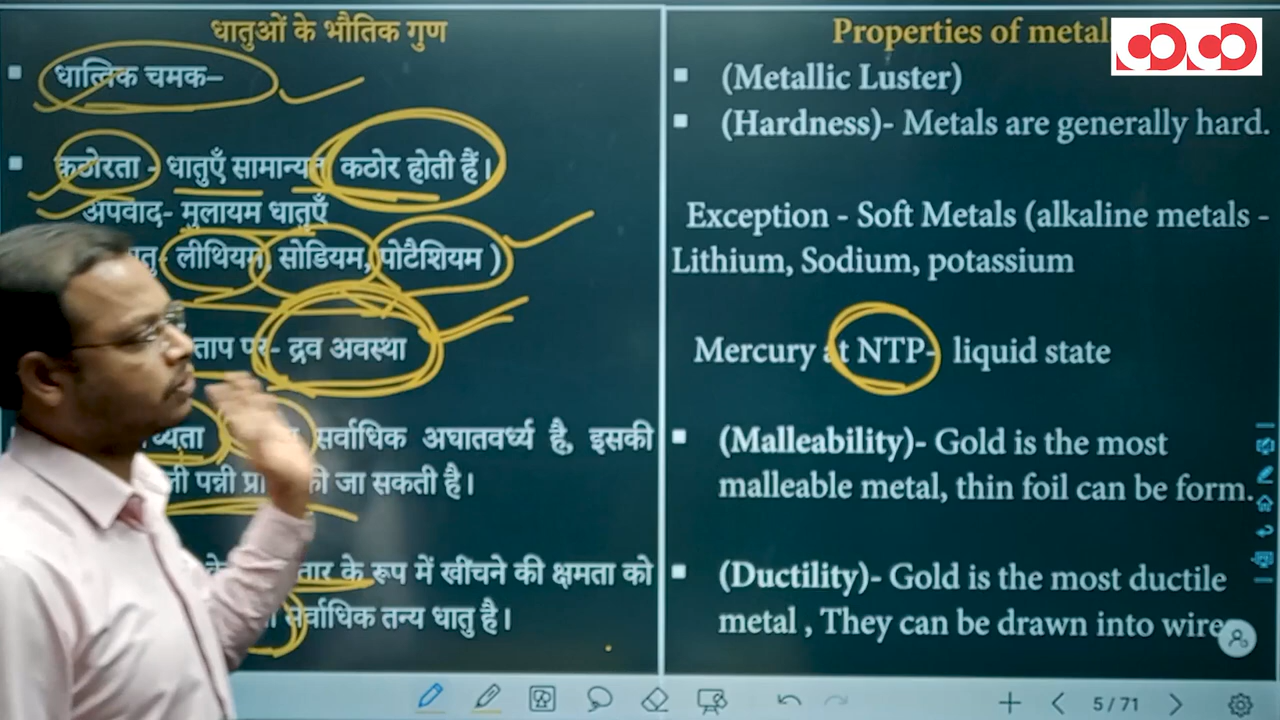 धातुओं के भौतिक गुण
धात्विक चमक–
कठोरता - धातुएँ सामान्यतः कठोर होती हैं।
अपवाद- मुलायम धातुएँ
लीथियम, सोडियम, पोटैशियम )
ताप पर- द्रव अवस्था
सर्वाधिक अघातवर्ध्य है, इसकी
पन्नी की जा सकती है।
तार के रूप में खींचने की क्षमता को
सर्वाधिक तन्य धातु है।
Properties of metal
(Metallic Luster)
(Hardness)- Metals are generally hard.
Exception - Soft Metals (alkaline metals -
Lithium, Sodium, potassium
Mercury at NTP- liquid state
(Malleability)- Gold is the most
malleable metal, thin foil can be form.
(Ductility)- Gold is the most ductile
metal , They can be drawn into wire
5/71